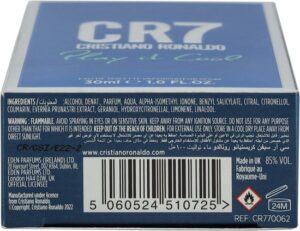 CR7
CRISTIANO RONALDO
Play it Cool
30ml e 1.0 FL.OZ.
INGREDIENTS: ALCOHOL DENAT., PARFUM, AQUA, ALPHA-ISOMETHYL IONONE, BENZYL SALICYLATE, CITRAL, CITRONELLOL,
COUMARIN, EVERNIA PRUNASTRI EXTRACT, GERANIOL, HYDROXYCITRONELLAL, LIMONENE, LINALOOL.
WARNING: FLAMMABLE. AVOID SPRAYING IN EYES OR ON SENSITIVE SKIN. KEEP AWAY FROM ANY IGNITION SOURCE. DO NOT USE FOR ANY PURPOSE
OTHER THAN THAT FOR WHICH IT IS INTENDED. KEEP OUT OF THE REACH OF CHILDREN. EXTERNAL USE ONLY. STORE IN A COOL DRY PLACE AWAY FROM
DIRECT SUNLIGHT.
EDEN PARFUMS (IRELAND) LTD.
Dublin, IE.
EDEN PARFUMS LTD.
UK
OFFICIAL LICENSEE
Manufactured under licence
from Cristiano Ronaldo.
Copyright Cristiano Ronaldo 2022
www.cristianoronaldo.com
5 060524 510725 >
Made in UK
Fabriqué au
Royaume-Uni
85% VOL.
24M
REF: CR770062